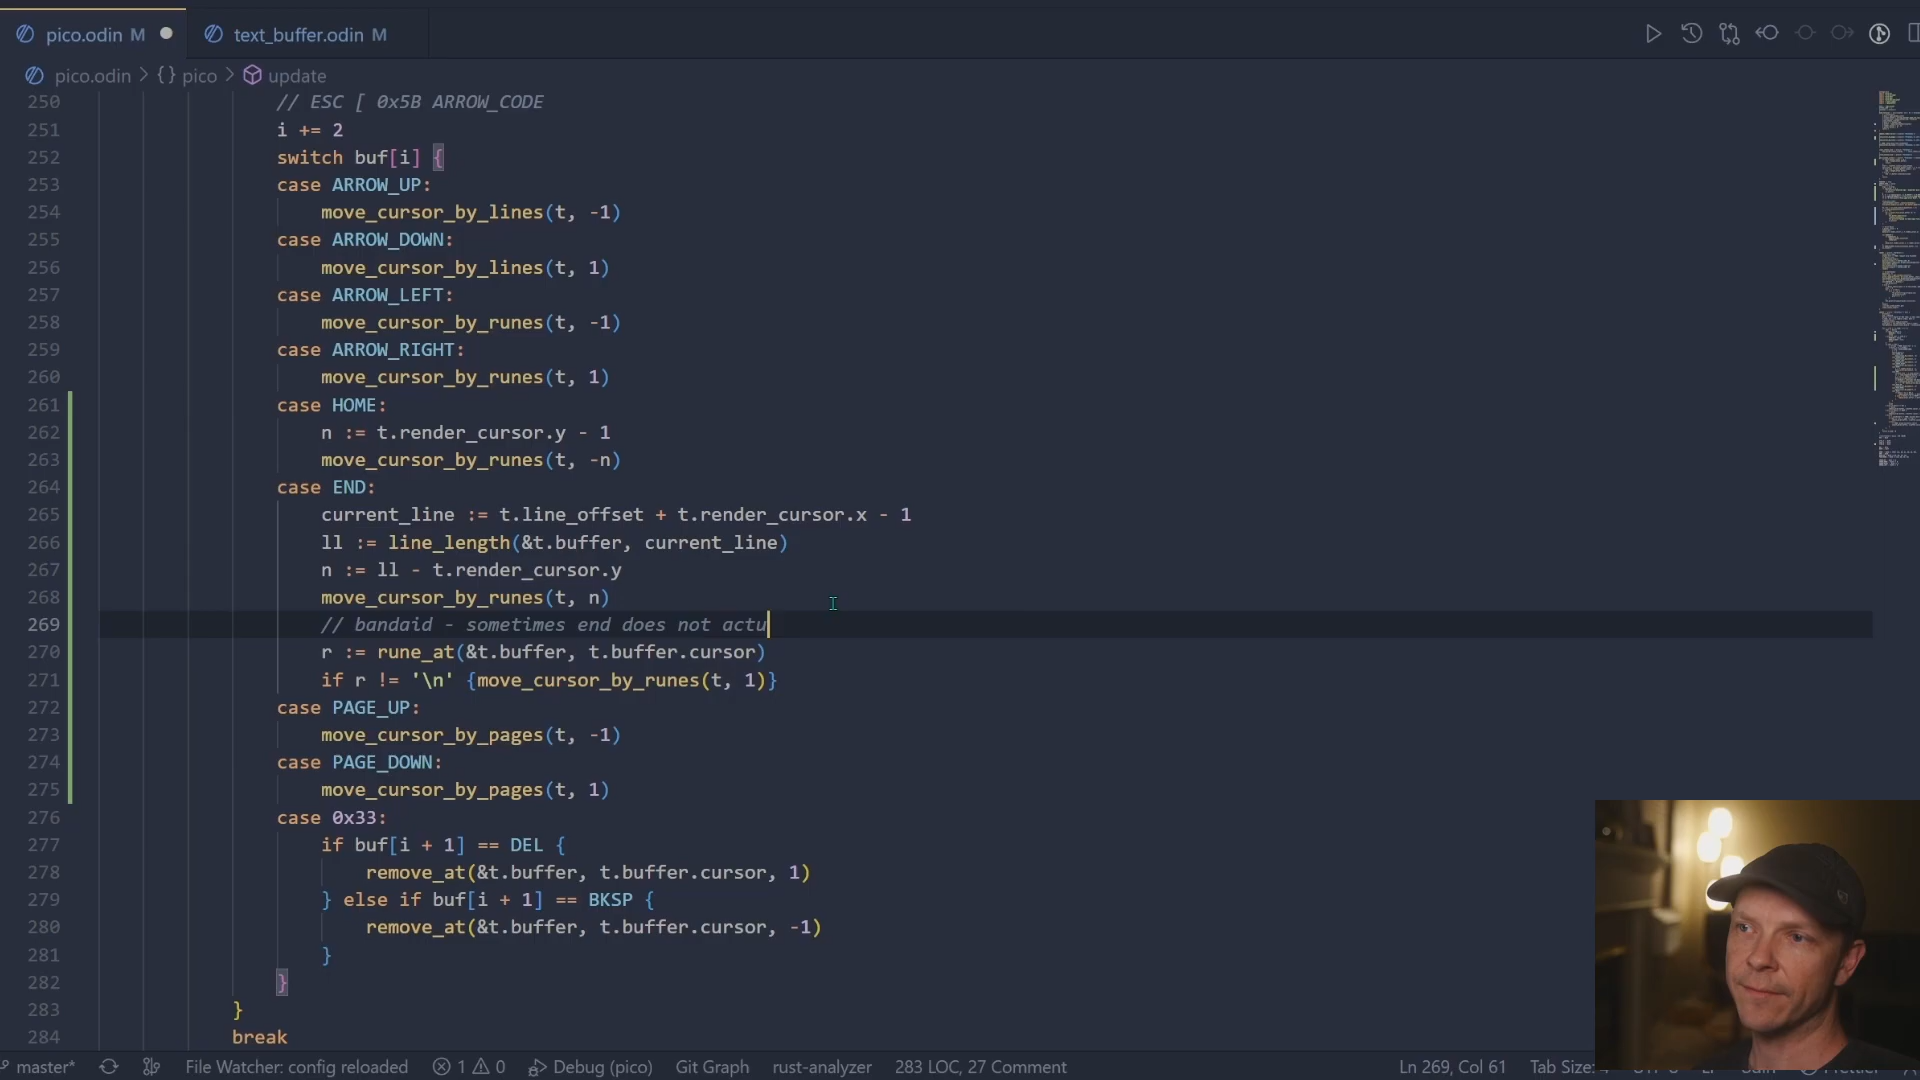 pico.odin M
text_buffer.odin M
pico.odin > {} pico > update
250 // ESC [ 0x5B ARROW_CODE
251 i += 2
252 switch buf[i] {
253 case ARROW_UP:
254 move_cursor_by_lines(t, -1)
255 case ARROW_DOWN:
256 move_cursor_by_lines(t, 1)
257 case ARROW_LEFT:
258 move_cursor_by_runes(t, -1)
259 case ARROW_RIGHT:
260 move_cursor_by_runes(t, 1)
261 case HOME:
262 n := t.render_cursor.y - 1
263 move_cursor_by_runes(t, -n)
264 case END:
265 current_line := t.line_offset + t.render_cursor.x - 1
266 ll := line_length(&t.buffer, current_line)
267 n := ll - t.render_cursor.y
268 move_cursor_by_runes(t, n)
269 // bandaid - sometimes end does not actu
270 r := rune_at(&t.buffer, t.buffer.cursor)
271 if r != '\n' {move_cursor_by_runes(t, 1)}
272 case PAGE_UP:
273 move_cursor_by_pages(t, -1)
274 case PAGE_DOWN:
275 move_cursor_by_pages(t, 1)
276 case 0x33:
277 if buf[i + 1] == DEL {
278 remove_at(&t.buffer, t.buffer.cursor, 1)
279 } else if buf[i + 1] == BKSP {
280 remove_at(&t.buffer, t.buffer.cursor, -1)
281 }
282 }
283 }
284 break
master* File Watcher: config reloaded 1 0 Debug (pico) Git Graph rust-analyzer 283 LOC, 27 Comment Ln 269, Col 61 Tab Size: